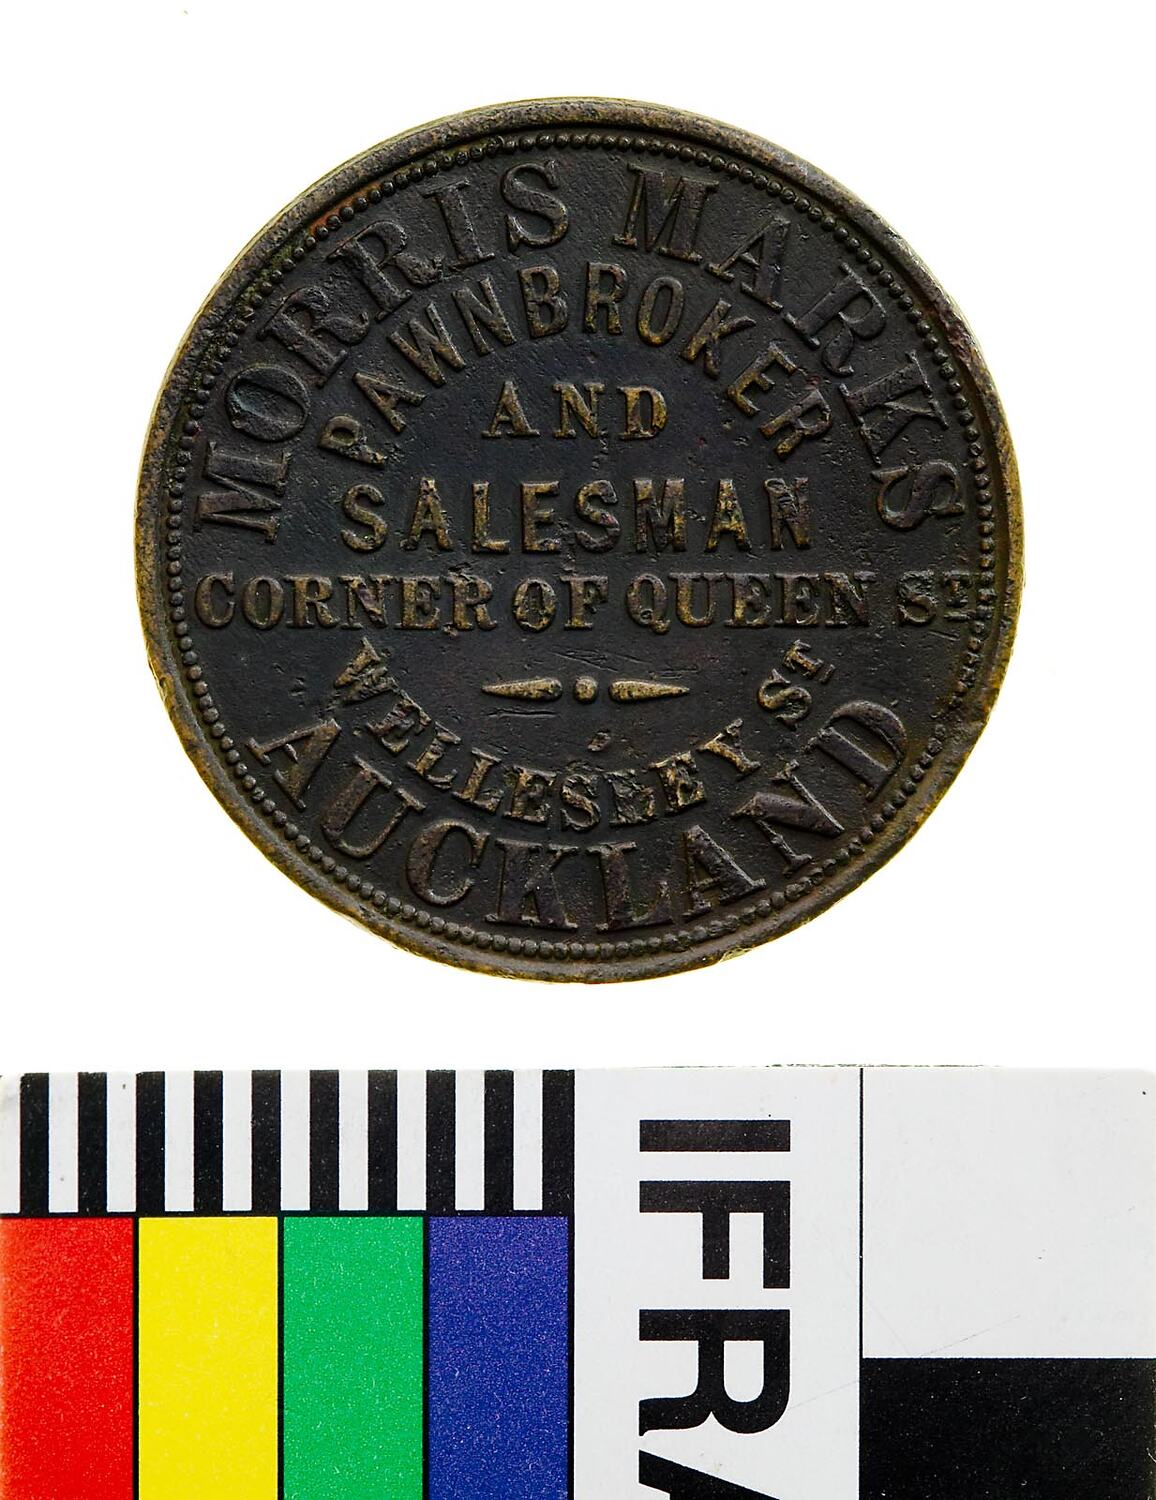 MORRIS MARKS
PAWNBROKER
AND
SALESMAN
CORNER OF QUEEN ST
WELLESLEY ST
AUCKLAND
IFRA